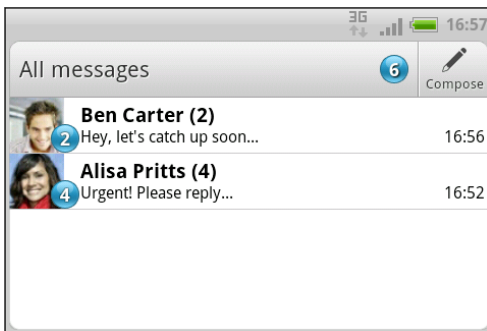 3G
16:57
All messages
6
Compose
Ben Carter (2)
2
Hey, let's catch up soon...
16:56
Alisa Pritts (4)
4
Urgent! Please reply...
16:52